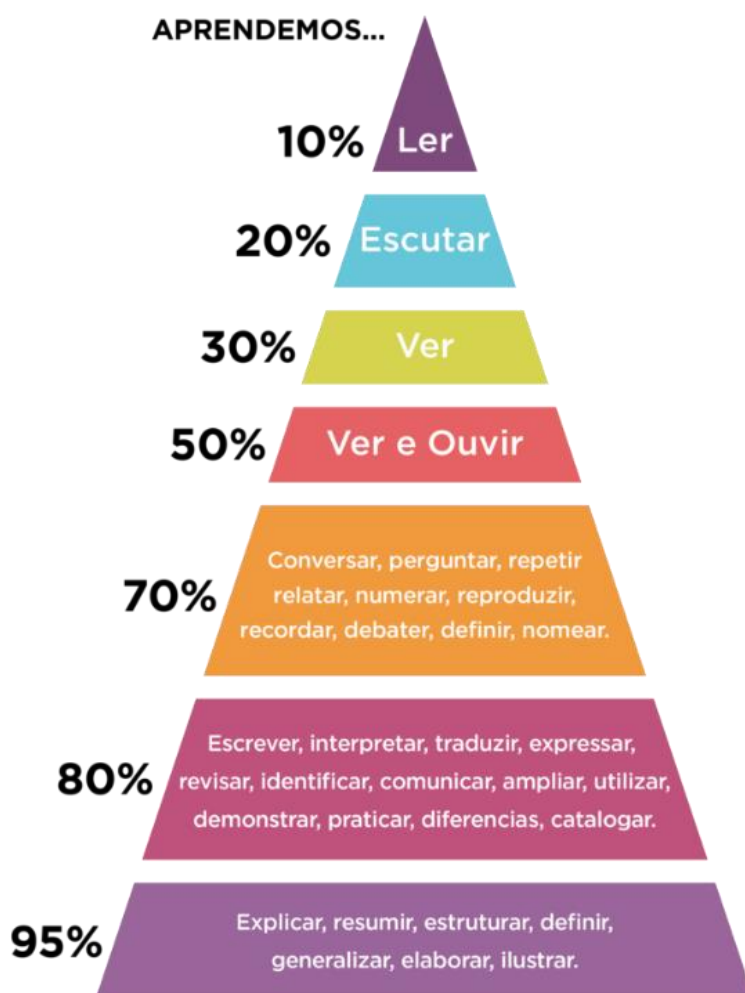 APRENDEMOS...
10% Ler
20% Escutar
30% Ver
50% Ver e Ouvir
70%
Conversar, perguntar, repetir
relatar, numerar, reproduzir,
recordar, debater, definir, nomear.
80%
Escrever, interpretar, traduzir, expressar,
revisar, identificar, comunicar, ampliar, utilizar,
demonstrar, praticar, diferencias, catalogar.
95%
Explicar, resumir, estruturar, definir,
generalizar, elaborar, ilustrar.